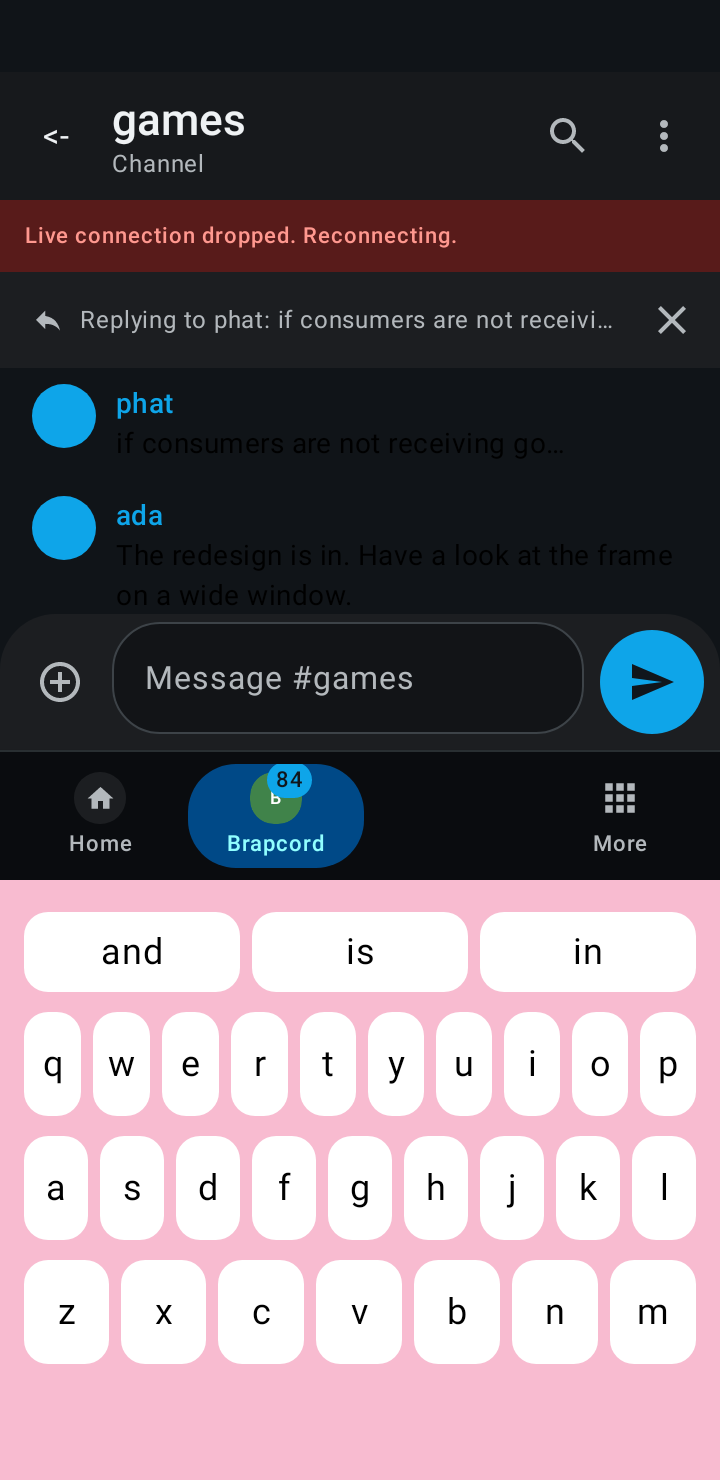 <- games
Channel
Live connection dropped. Reconnecting.
Replying to phat: if consumers are not receivi…
phat
if consumers are not receiving go…
ada
The redesign is in. Have a look at the frame
on a wide window.
Message #games
84
B
Home Brapcord More
and is in
q w e r t y u i o p
a s d f g h j k l
z x c v b n m